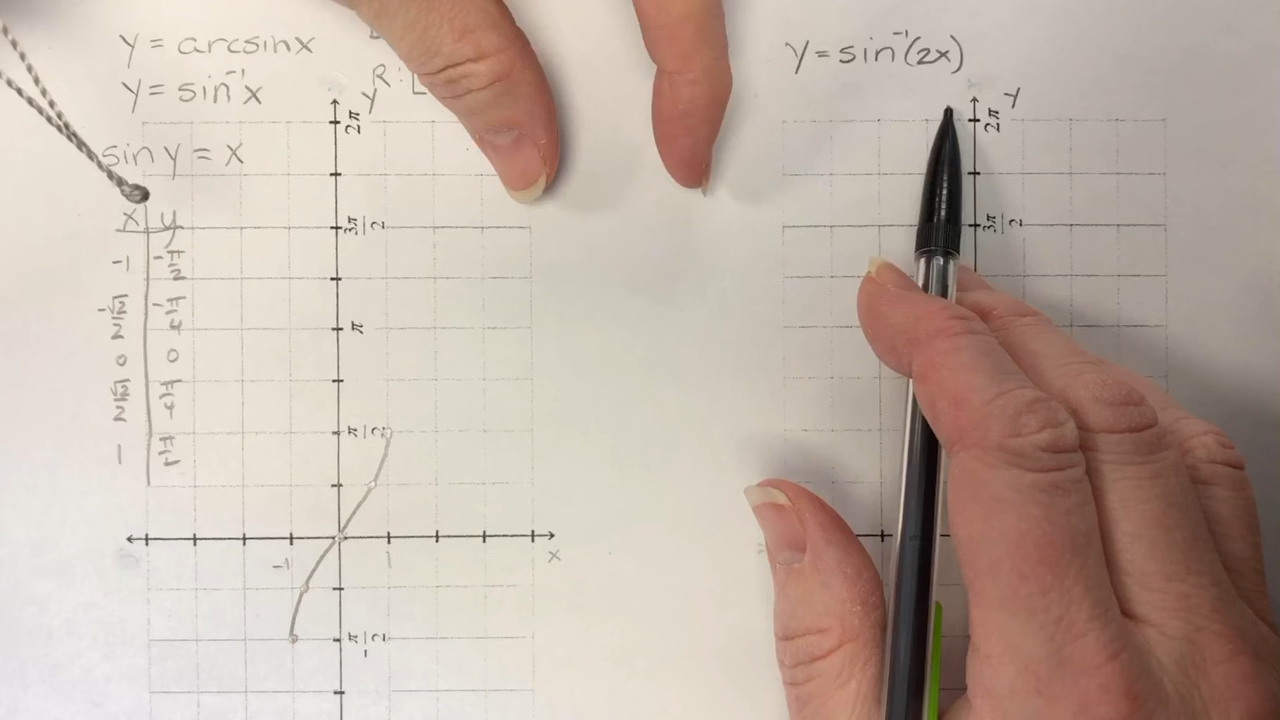 y = arcsin x
y = sin⁻¹ x
R: [
sin y = x
x y
-1 -π/2
-√2/2 -π/4
0 0
√2/2 π/4
1 π/2
y
2π
3π/2
π
π/2
-1 1 x
-π/2
y = sin⁻¹(2x)
y
2π
3π/2